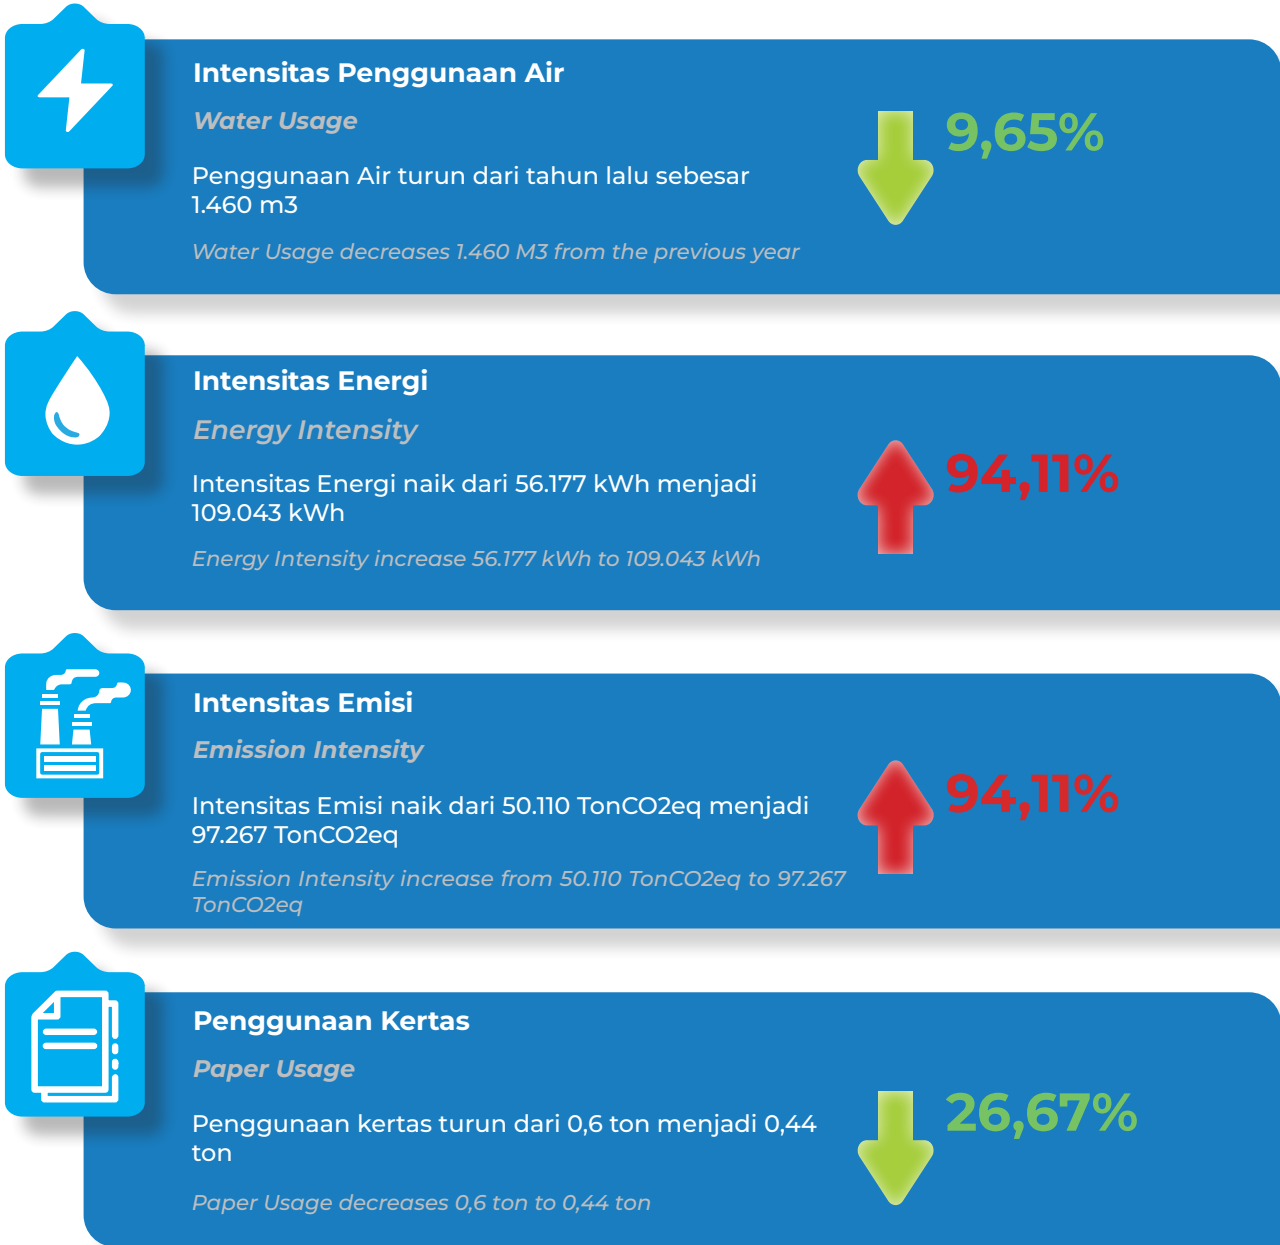 Intensitas Penggunaan Air
Water Usage
9,65%
Penggunaan Air turun dari tahun lalu sebesar
1.460 m3
Water Usage decreases 1.460 M3 from the previous year
Intensitas Energi
Energy Intensity
94,11%
Intensitas Energi naik dari 56.177 kWh menjadi
109.043 kWh
Energy Intensity increase 56.177 kWh to 109.043 kWh
Intensitas Emisi
Emission Intensity
94,11%
Intensitas Emisi naik dari 50.110 TonCO2eq menjadi
97.267 TonCO2eq
Emission Intensity increase from 50.110 TonCO2eq to 97.267
TonCO2eq
Penggunaan Kertas
Paper Usage
26,67%
Penggunaan kertas turun dari 0,6 ton menjadi 0,44
ton
Paper Usage decreases 0,6 ton to 0,44 ton